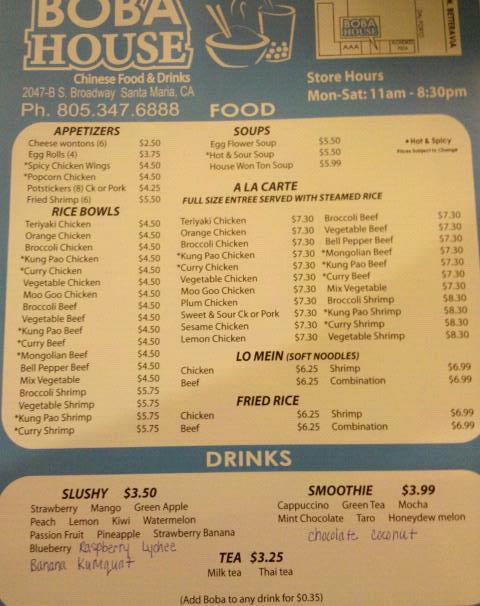 BOBA
HOUSE
Chinese Food & Drinks
2047-B S. Broadway Santa Maria, CA
Ph. 805.347.6888
BOBA
HOUSE
AAA
Store Hours
Mon-Sat: 11am - 8:30pm
FOOD
APPETIZERS
Cheese wontons (6) $2.50
Egg Rolls (4) $3.75
*Spicy Chicken Wings $4.50
*Popcorn Chicken $4.50
Potstickers (8) Ck or Pork $4.25
Fried Shrimp (6) $5.50
RICE BOWLS
Teriyaki Chicken $4.50
Orange Chicken $4.50
Broccoli Chicken $4.50
*Kung Pao Chicken $4.50
*Curry Chicken $4.50
Vegetable Chicken $4.50
Moo Goo Chicken $4.50
Broccoli Beef $4.50
Vegetable Beef $4.50
*Kung Pao Beef $4.50
*Curry Beef $4.50
*Mongolian Beef $4.50
Bell Pepper Beef $4.50
Mix Vegetable $4.50
Broccoli Shrimp $5.75
Vegetable Shrimp $5.75
*Kung Pao Shrimp $5.75
*Curry Shrimp $5.75
SOUPS
Egg Flower Soup $5.50
*Hot & Sour Soup $5.50
House Won Ton Soup $5.99
* Hot & Spicy
Prices Subject to Change
A LA CARTE
FULL SIZE ENTREE SERVED WITH STEAMED RICE
Teriyaki Chicken $7.30 Broccoli Beef $7.30
Orange Chicken $7.30 Vegetable Beef $7.30
Broccoli Chicken $7.30 Bell Pepper Beef $7.30
*Kung Pao Chicken $7.30 *Mongolian Beef $7.30
*Curry Chicken $7.30 *Kung Pao Beef $7.30
Vegetable Chicken $7.30 *Curry Beef $7.30
Moo Goo Chicken $7.30 Mix Vegetable $7.30
Plum Chicken $7.30 Broccoli Shrimp $8.30
Sweet & Sour Ck or Pork $7.30 *Kung Pao Shrimp $8.30
Sesame Chicken $7.30 *Curry Shrimp $8.30
Lemon Chicken $7.30 Vegetable Shrimp $8.30
LO MEIN (SOFT NOODLES)
Chicken $6.25 Shrimp $6.99
Beef $6.25 Combination $6.99
FRIED RICE
Chicken $6.25 Shrimp $6.99
Beef $6.25 Combination $6.99
DRINKS
SLUSHY $3.50
Strawberry Mango Green Apple
Peach Lemon Kiwi Watermelon
Passion Fruit Pineapple Strawberry Banana
Blueberry Raspberry Lychee
Banana Kumquat
SMOOTHIE $3.99
Cappuccino Green Tea Mocha
Mint Chocolate Taro Honeydew melon
chocolate coconut
TEA $3.25
Milk tea Thai tea
(Add Boba to any drink for $0.35)